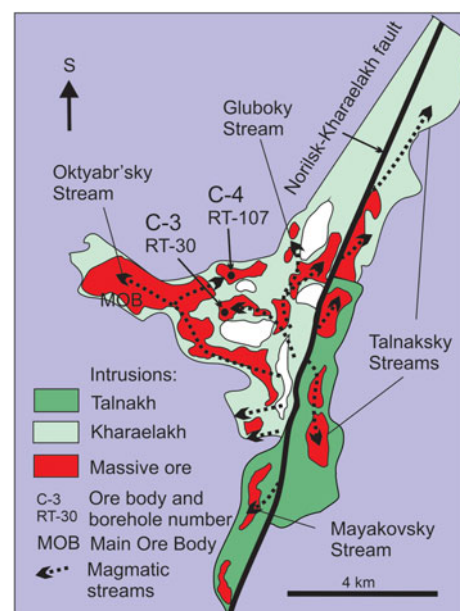 S
Gluboky
Stream
Norilsk-Kharaelakh fault
Oktyabr'sky
Stream
C-4
RT-107
C-3
RT-30
MOB
Talnaksky
Streams
Intrusions:
Talnakh
Kharaelakh
Massive ore
C-3
RT-30
Ore body and
borehole number
MOB Main Ore Body
Magmatic
streams
Mayakovsky
Stream
4 km